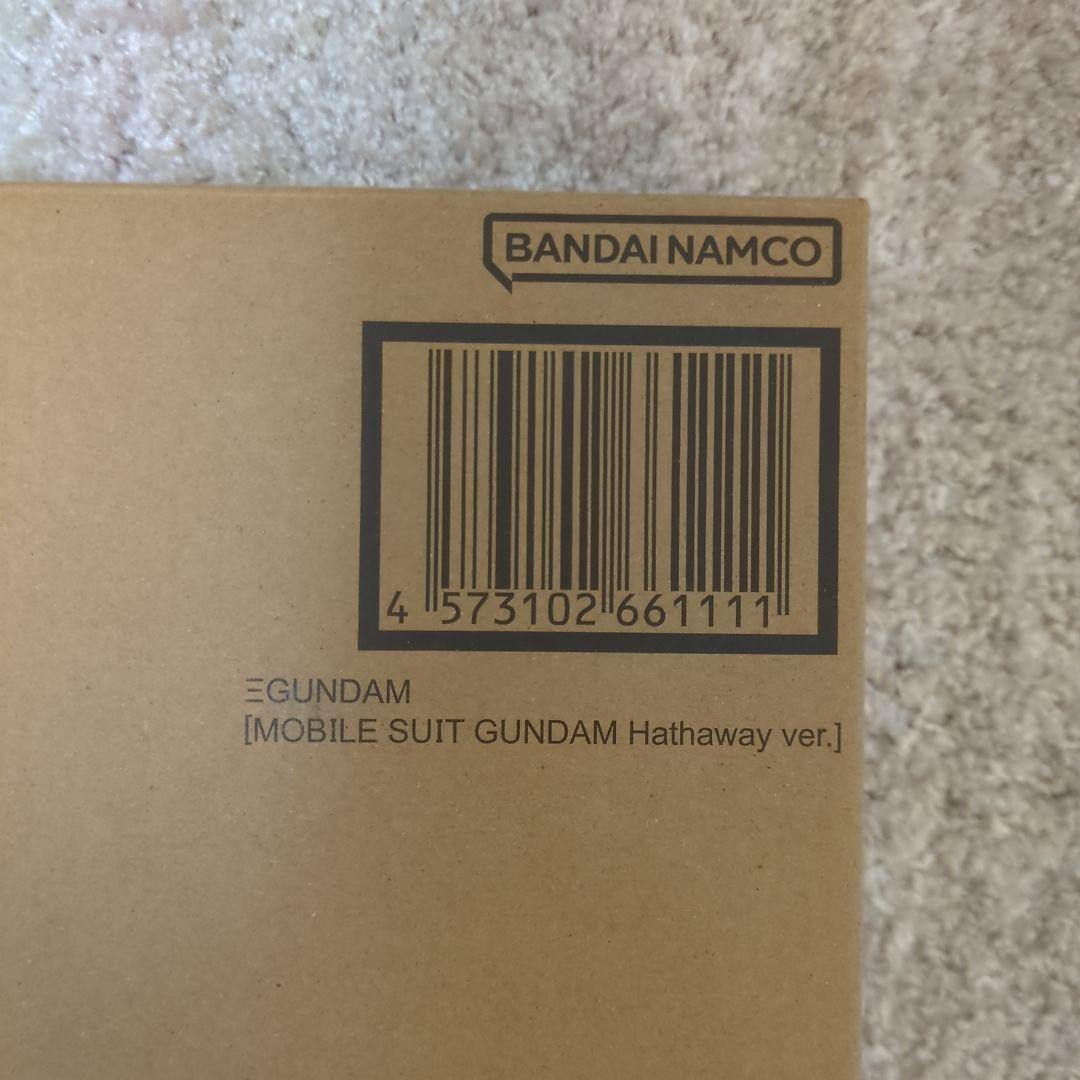 BANDAI NAMCO
4 573102 661111
ΞGUNDAM
[MOBILE SUIT GUNDAM Hathaway ver.]